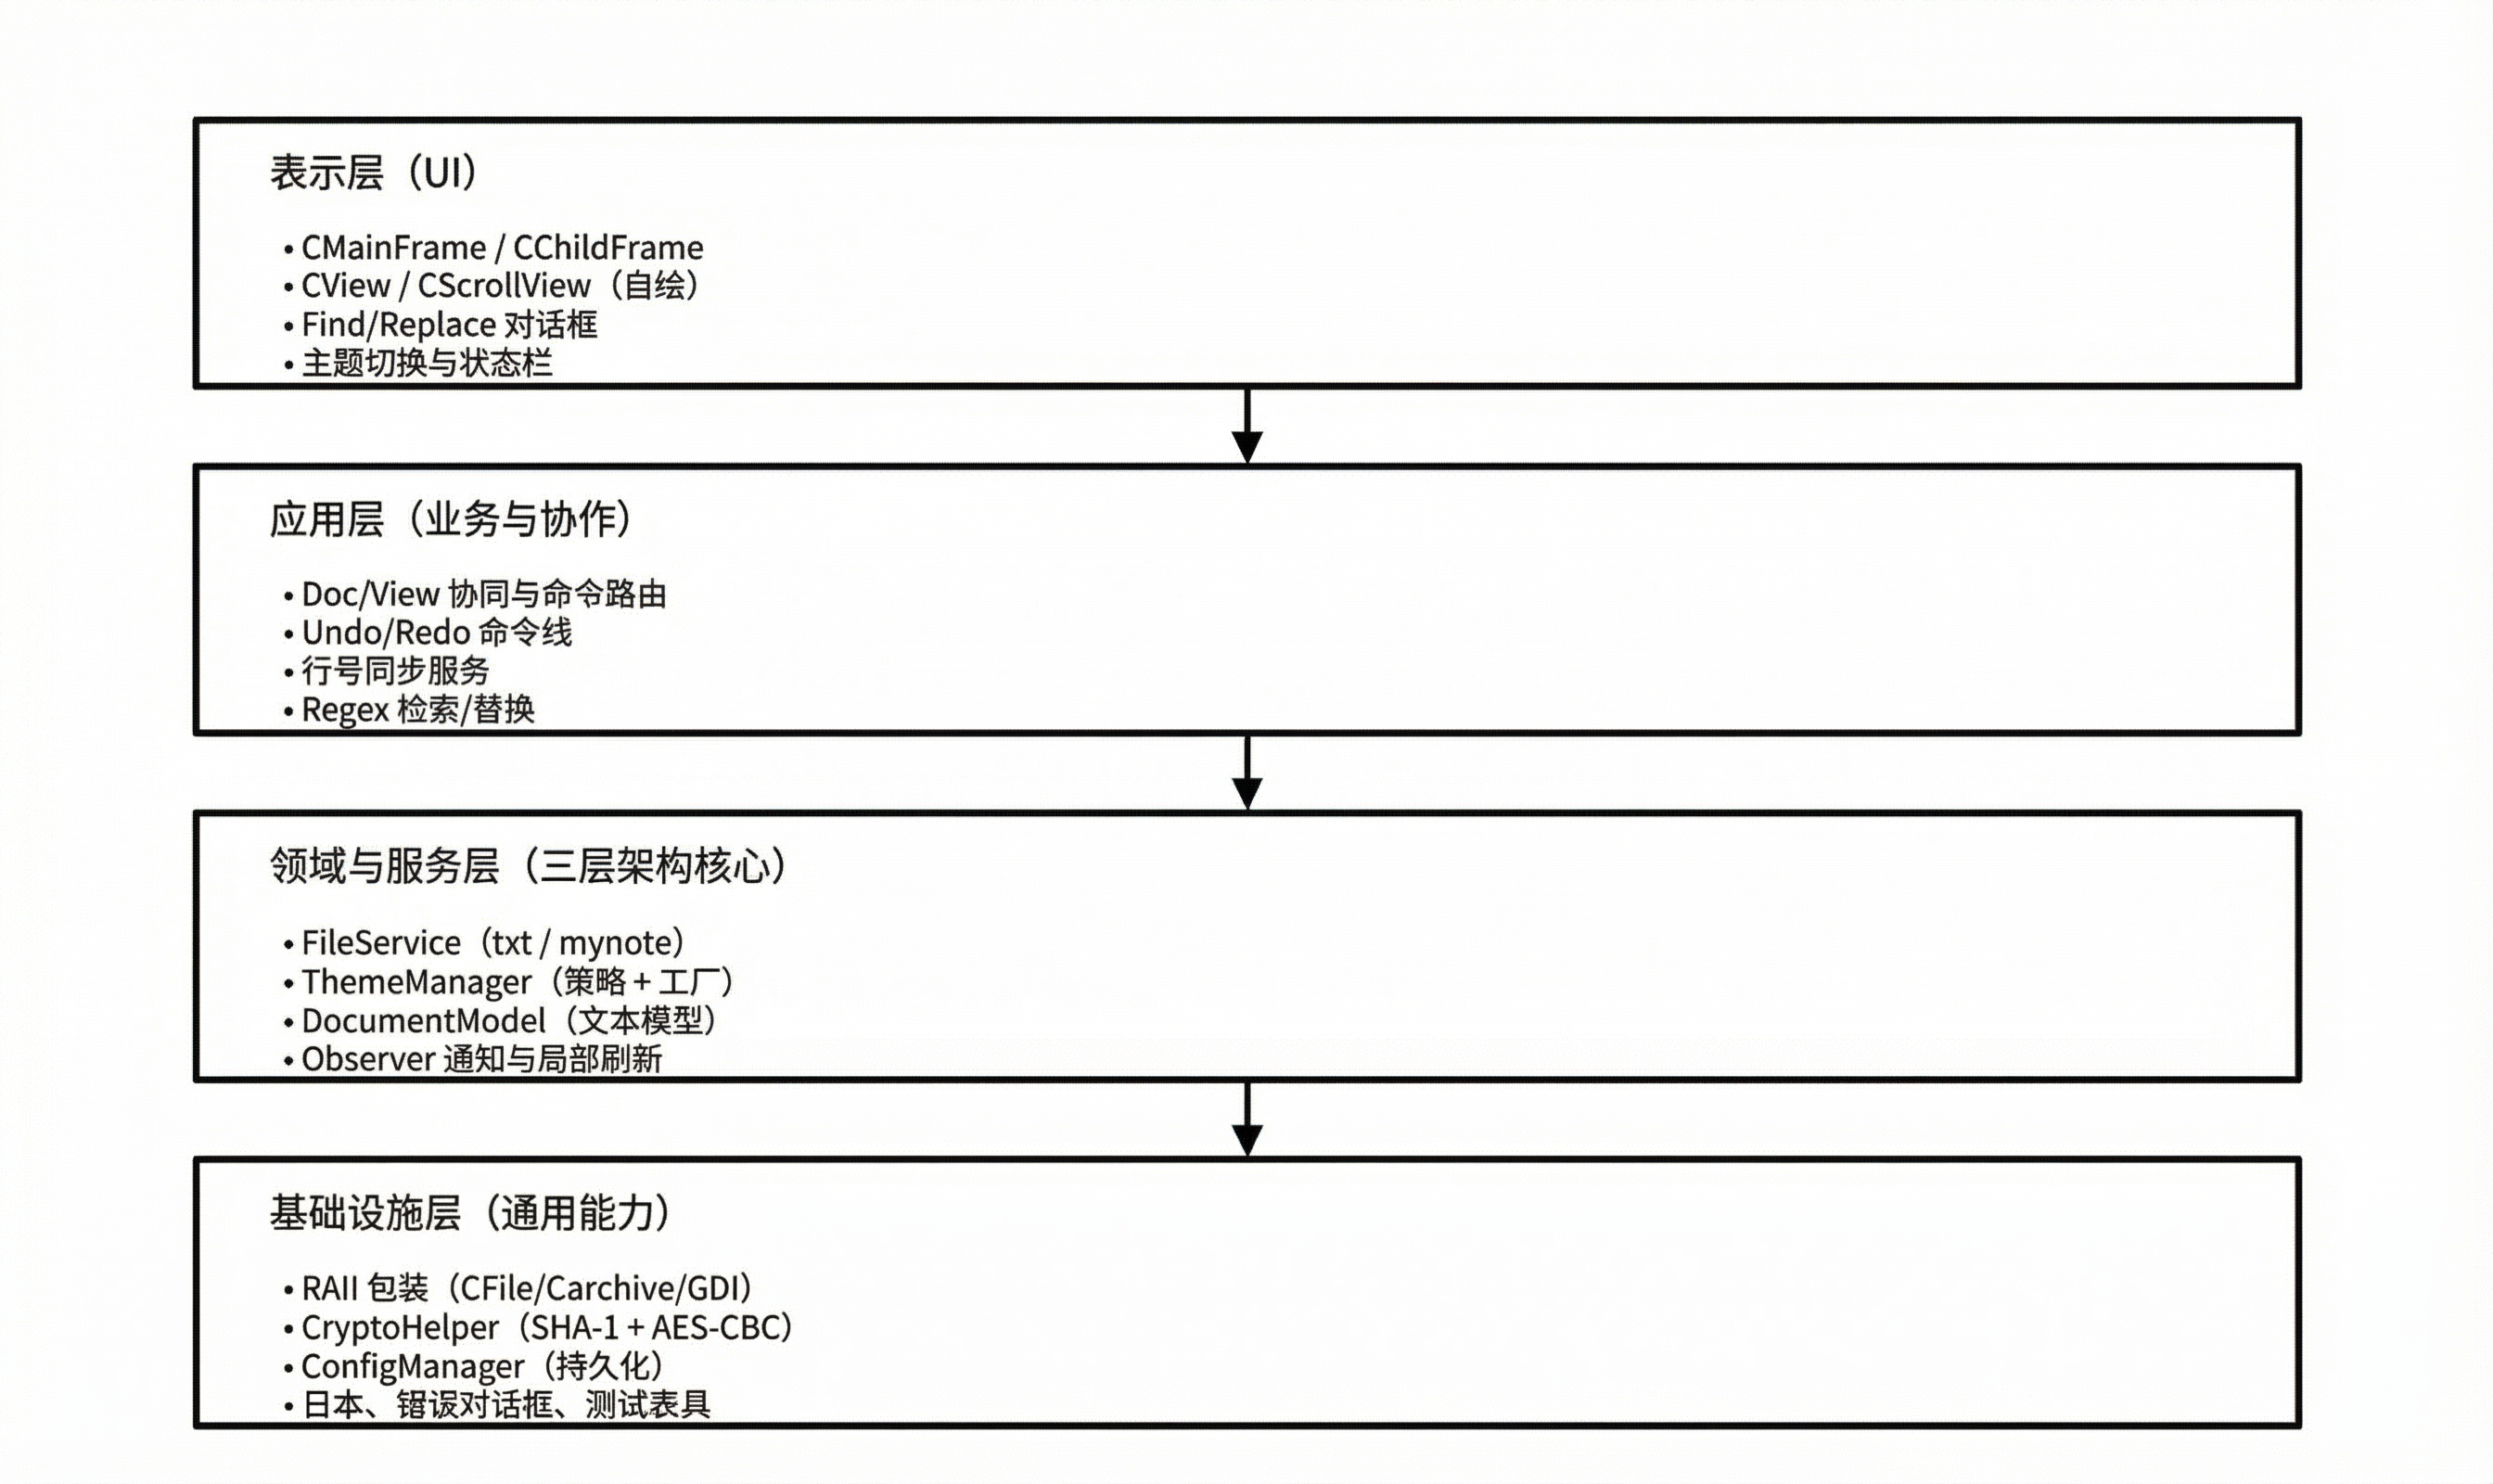 表示层（UI）
• CMainFrame / CChildFrame
• CView / CScrollView（自绘）
• Find/Replace 对话框
• 主题切换与状态栏
应用层（业务与协作）
• Doc/View 协同与命令路由
• Undo/Redo 命令线
• 行号同步服务
• Regex 检索/替换
领域与服务层（三层架构核心）
• FileService（txt / mynote）
• ThemeManager（策略 + 工厂）
• DocumentModel（文本模型）
• Observer 通知与局部刷新
基础设施层（通用能力）
• RAII 包装（CFile/Carchive/GDI）
• CryptoHelper（SHA-1 + AES-CBC）
• ConfigManager（持久化）
• 日本、错误对话框、测试表具